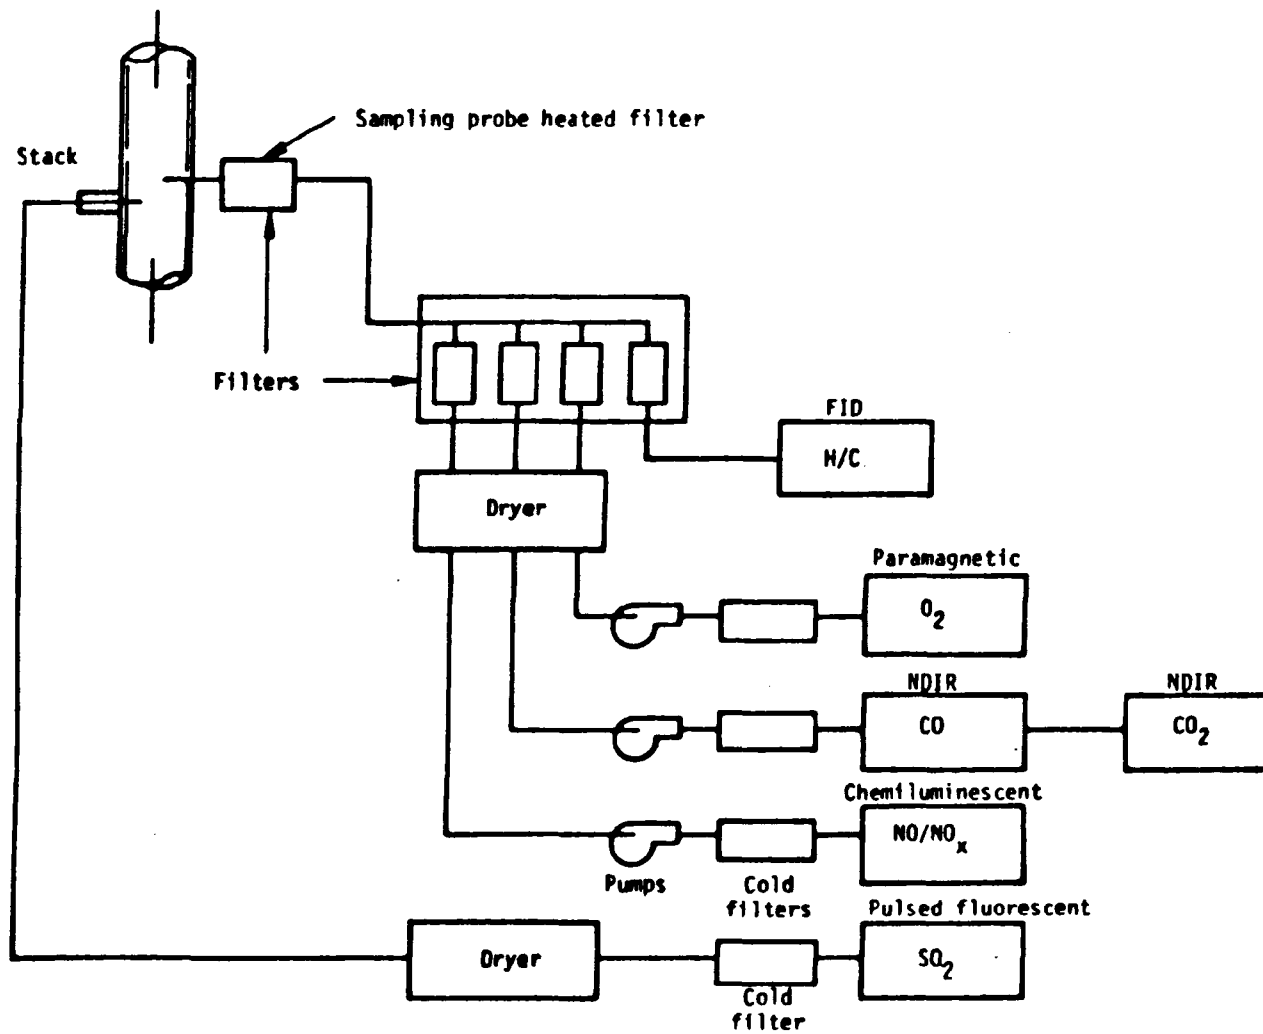 Sampling probe heated filter
Stack
Filters
FID
H/C
Dryer
Paramagnetic
O2
NDIR
CO
NDIR
CO2
Chemiluminescent
NO/NOx
Pumps
Cold
filters
Pulsed fluorescent
Dryer
SO2
Cold
filter